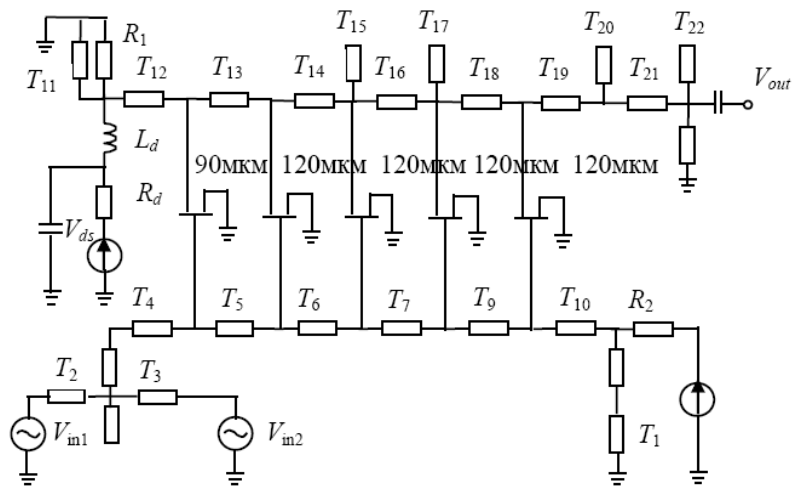 T15 T17 T20 T22
R1
T11 T12 T13 T14 T16 T18 T19 T21
Vout
Ld
90мкм 120мкм 120мкм 120мкм 120мкм
Rd
Vds
T4 T5 T6 T7 T9 T10 R2
T2 T3
Vin1 Vin2 T1